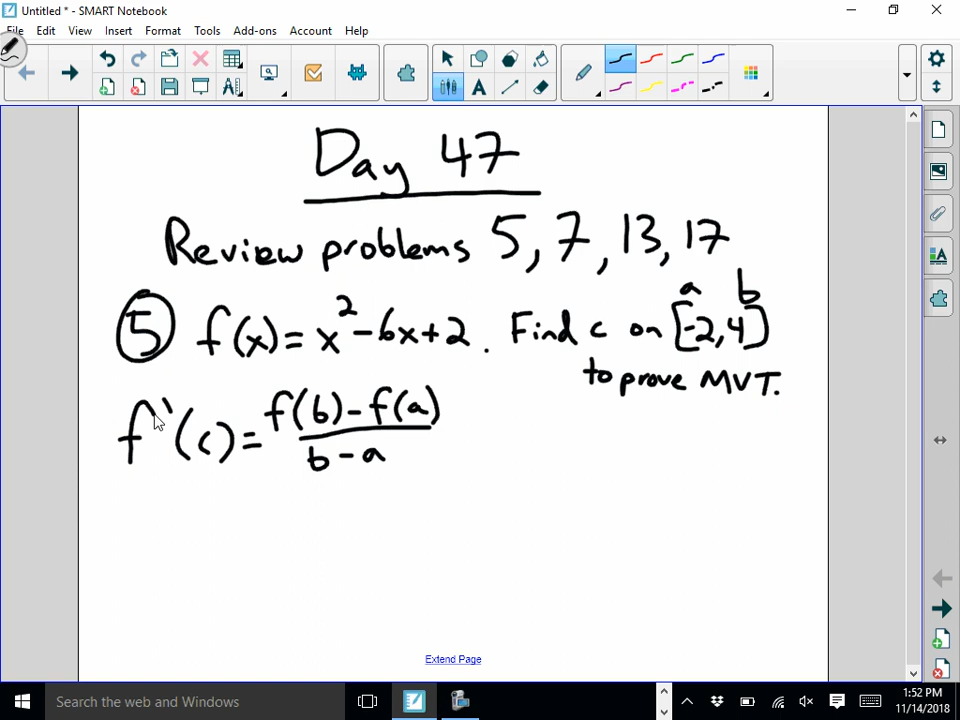 Untitled * - SMART Notebook
File Edit View Insert Format Tools Add-ons Account Help
Day 47
Review problems 5, 7, 13, 17
a b
5 f(x) = x² - 6x + 2. Find c on [-2,4]
to prove MVT.
f'(c) = f(b) - f(a)
b - a
Extend Page
Search the web and Windows
1:52 PM
11/14/2018